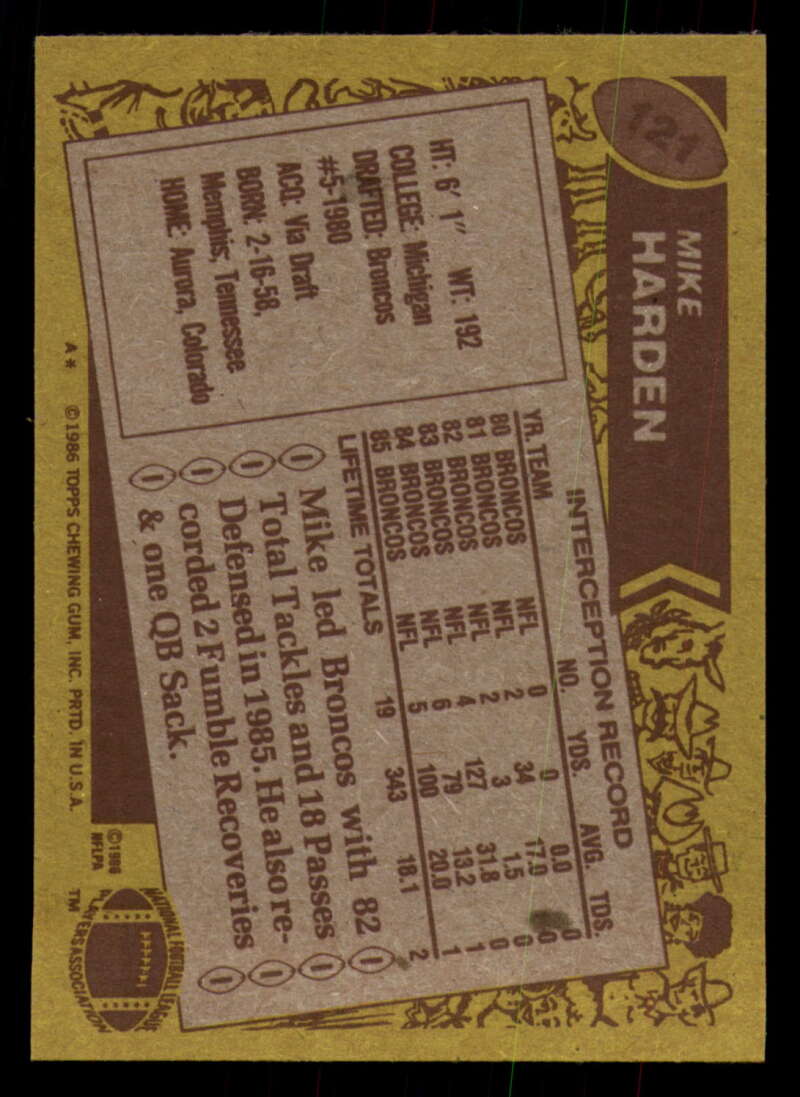 121
MIKE
HARDEN
HT: 6' 1" WT: 192
COLLEGE: Michigan
DRAFTED: Broncos
#5-1980
ACQ: Via Draft
BORN: 2-16-58,
Memphis, Tennessee
HOME: Aurora, Colorado
INTERCEPTION RECORD
YR. TEAM NO. YDS. AVG. TDS.
80 BRONCOS NFL 0 0 0.0 0
81 BRONCOS NFL 2 34 17.0 0
82 BRONCOS NFL 2 3 1.5 0
83 BRONCOS NFL 4 127 31.8 0
84 BRONCOS NFL 6 79 13.2 1
85 BRONCOS NFL 5 100 20.0 1
LIFETIME TOTALS 19 343 18.1 2
Mike led Broncos with 82
Total Tackles and 18 Passes
Defensed in 1985. He also re-
corded 2 Fumble Recoveries
& one QB Sack.
A* ©1986 TOPPS CHEWING GUM, INC. PRTD. IN U.S.A.
©1986
NFLPA
NATIONAL FOOTBALL LEAGUE
PLAYERS ASSOCIATION
TM